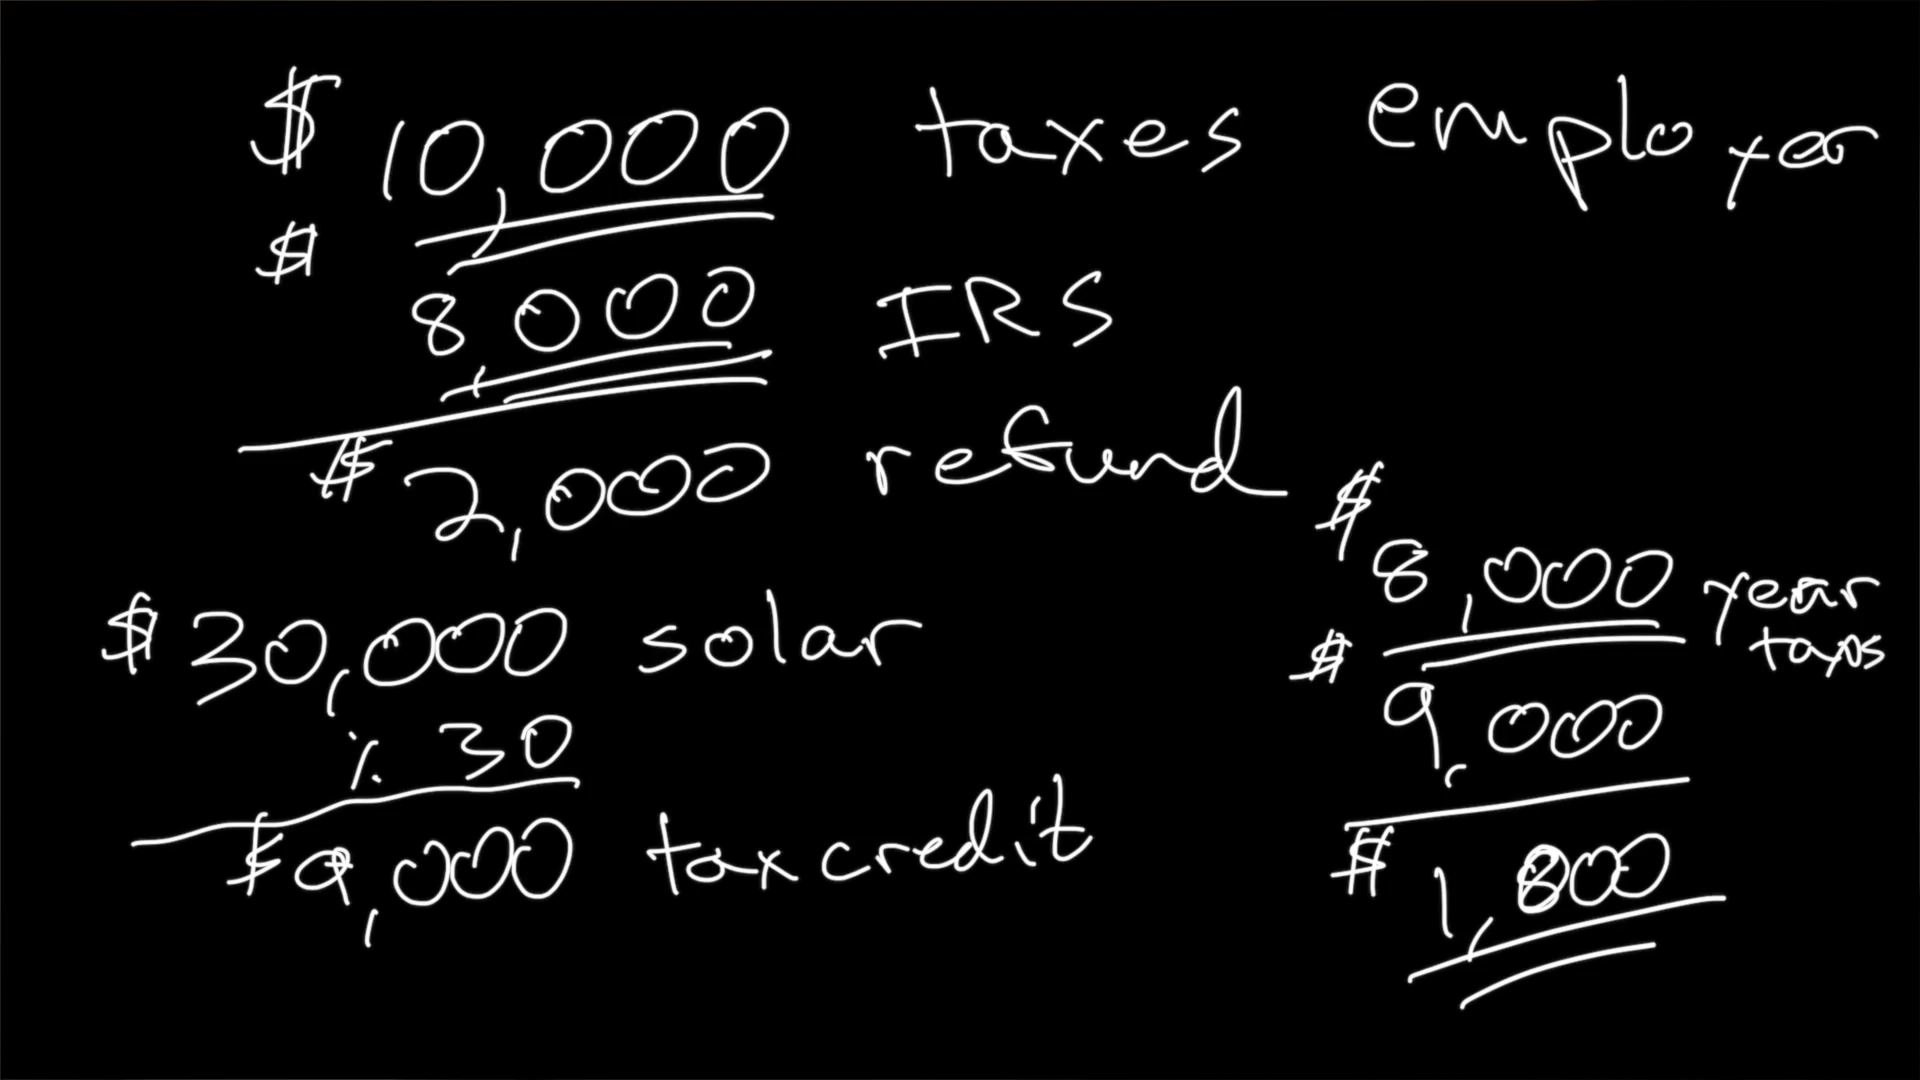 $ 10,000 taxes employer
$ 8,000 IRS
$ 2,000 refund
$ 30,000 solar
% 30
$ 9,000 tax credit
$ 8,000 year taxes
$ 9,000
$ 1,800